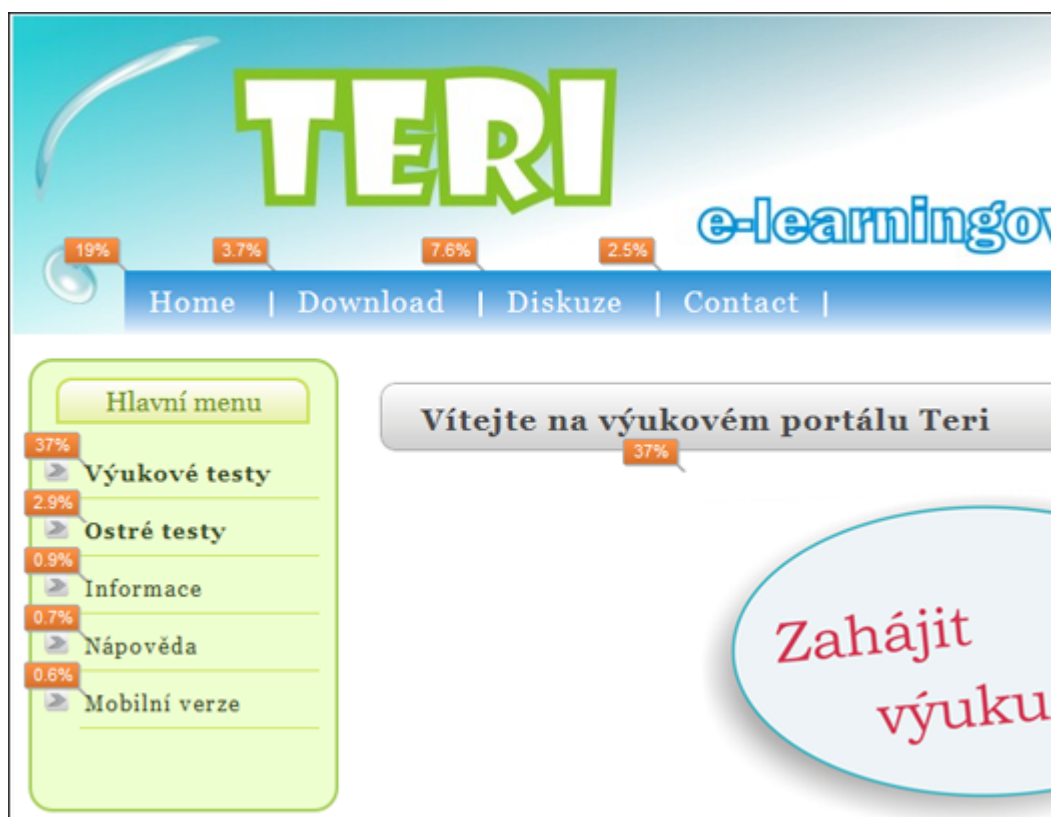 TERI
e-learningov
19% 3.7% 7.6% 2.5%
Home | Download | Diskuze | Contact |
Hlavní menu
37%
Výukové testy
2.9%
Ostré testy
0.9%
Informace
0.7%
Nápověda
0.6%
Mobilní verze
Vítejte na výukovém portálu Teri
37%
Zahájit
výuku